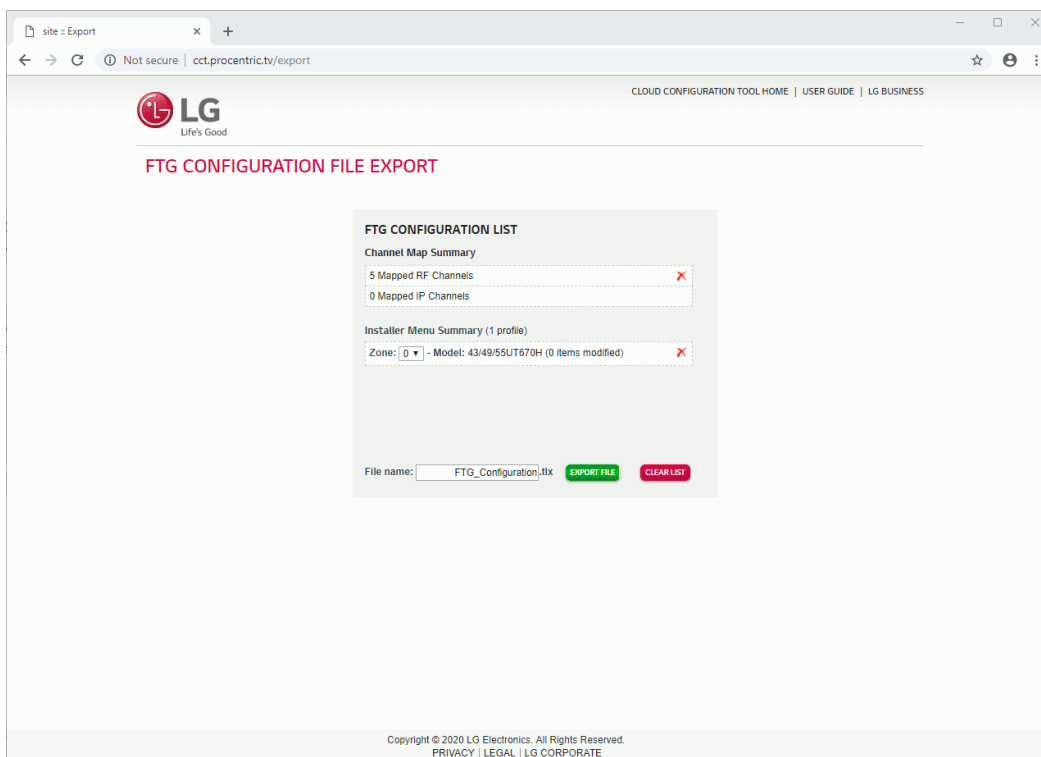 site :: Export
Not secure | cct.procentric.tv/export
CLOUD CONFIGURATION TOOL HOME | USER GUIDE | LG BUSINESS
LG
Life's Good
FTG CONFIGURATION FILE EXPORT
FTG CONFIGURATION LIST
Channel Map Summary
5 Mapped RF Channels
0 Mapped IP Channels
Installer Menu Summary (1 profile)
Zone: 0 - Model: 43/49/55UT670H (0 items modified)
File name: FTG_Configuration .tlx EXPORT FILE CLEAR LIST
Copyright © 2020 LG Electronics. All Rights Reserved.
PRIVACY | LEGAL | LG CORPORATE